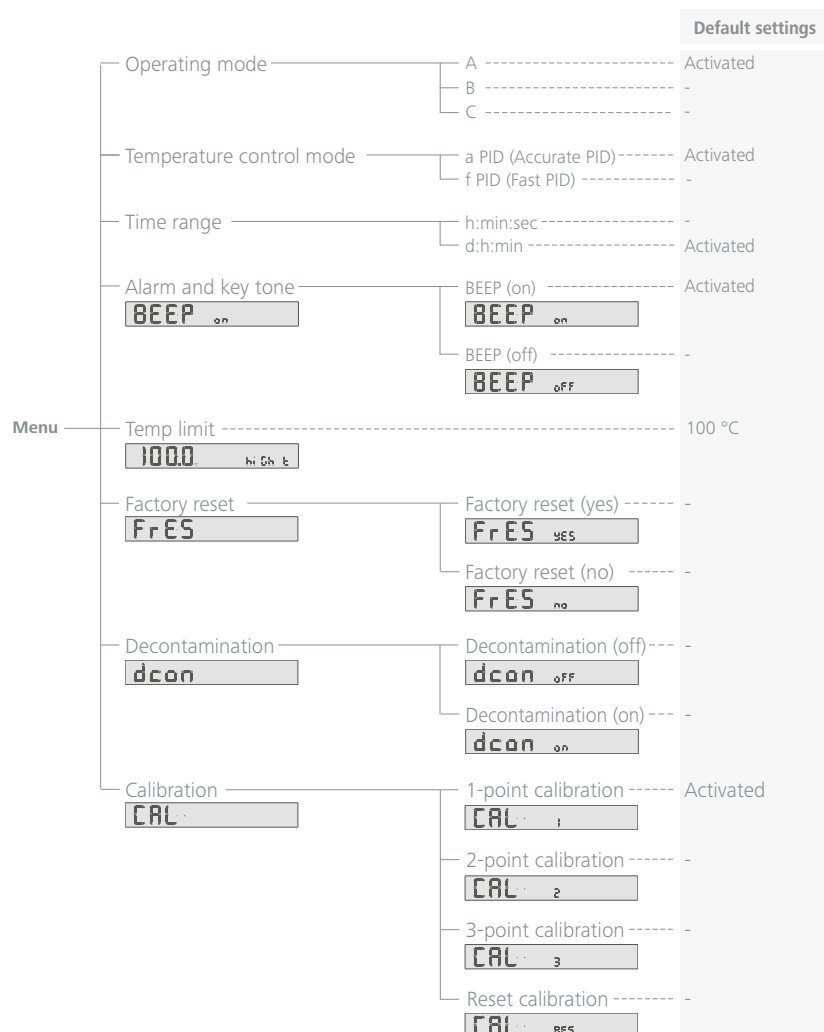 Default settings
Operating mode A Activated
B -
C -
Temperature control mode a PID (Accurate PID) Activated
f PID (Fast PID) -
Time range h:min:sec -
d:h:min Activated
Alarm and key tone BEEP (on) Activated
BEEP on BEEP on
BEEP (off) -
BEEP oFF
Menu Temp limit 100 °C
100.0 hiGh t
Factory reset Factory reset (yes) -
FrES FrES yES
Factory reset (no) -
FrES no
Decontamination Decontamination (off) -
dcon dcon oFF
Decontamination (on) -
dcon on
Calibration 1-point calibration Activated
CAL CAL 1
2-point calibration -
CAL 2
3-point calibration -
CAL 3
Reset calibration -
CAL RES